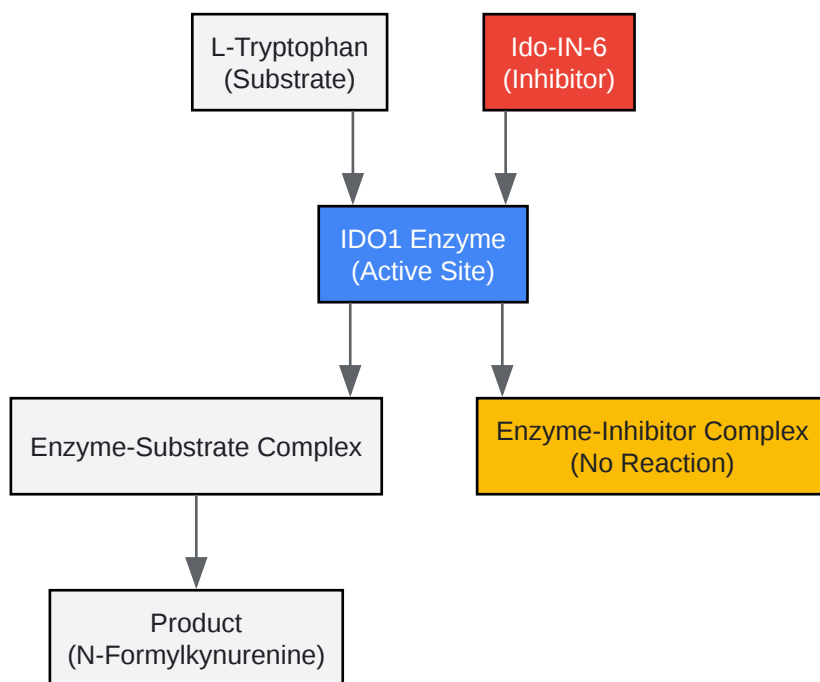 L-Tryptophan
(Substrate)
Ido-IN-6
(Inhibitor)
IDO1 Enzyme
(Active Site)
Enzyme-Substrate Complex
Enzyme-Inhibitor Complex
(No Reaction)
Product
(N-Formylkynurenine)